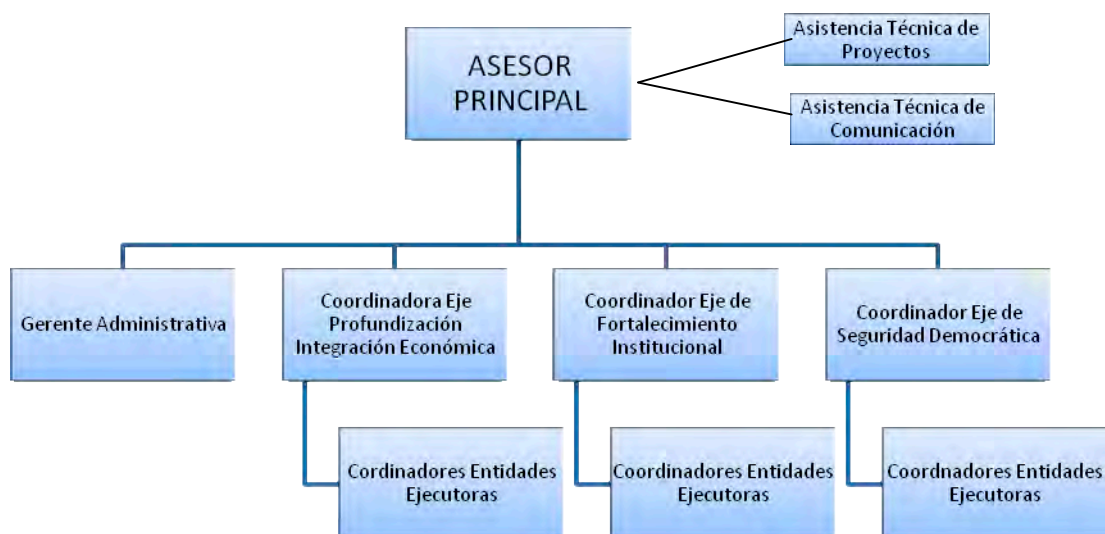 ASESOR
PRINCIPAL
Asistencia Técnica de
Proyectos
Asistencia Técnica de
Comunicación
Gerente Administrativa
Coordinadora Eje
Profundización
Integración Económica
Coordinador Eje de
Fortalecimiento
Institucional
Coordinador Eje de
Seguridad Democrática
Cordinadores Entidades
Ejecutoras
Coordnadores Entidades
Ejecutoras
Coordnadores Entidades
Ejecutoras